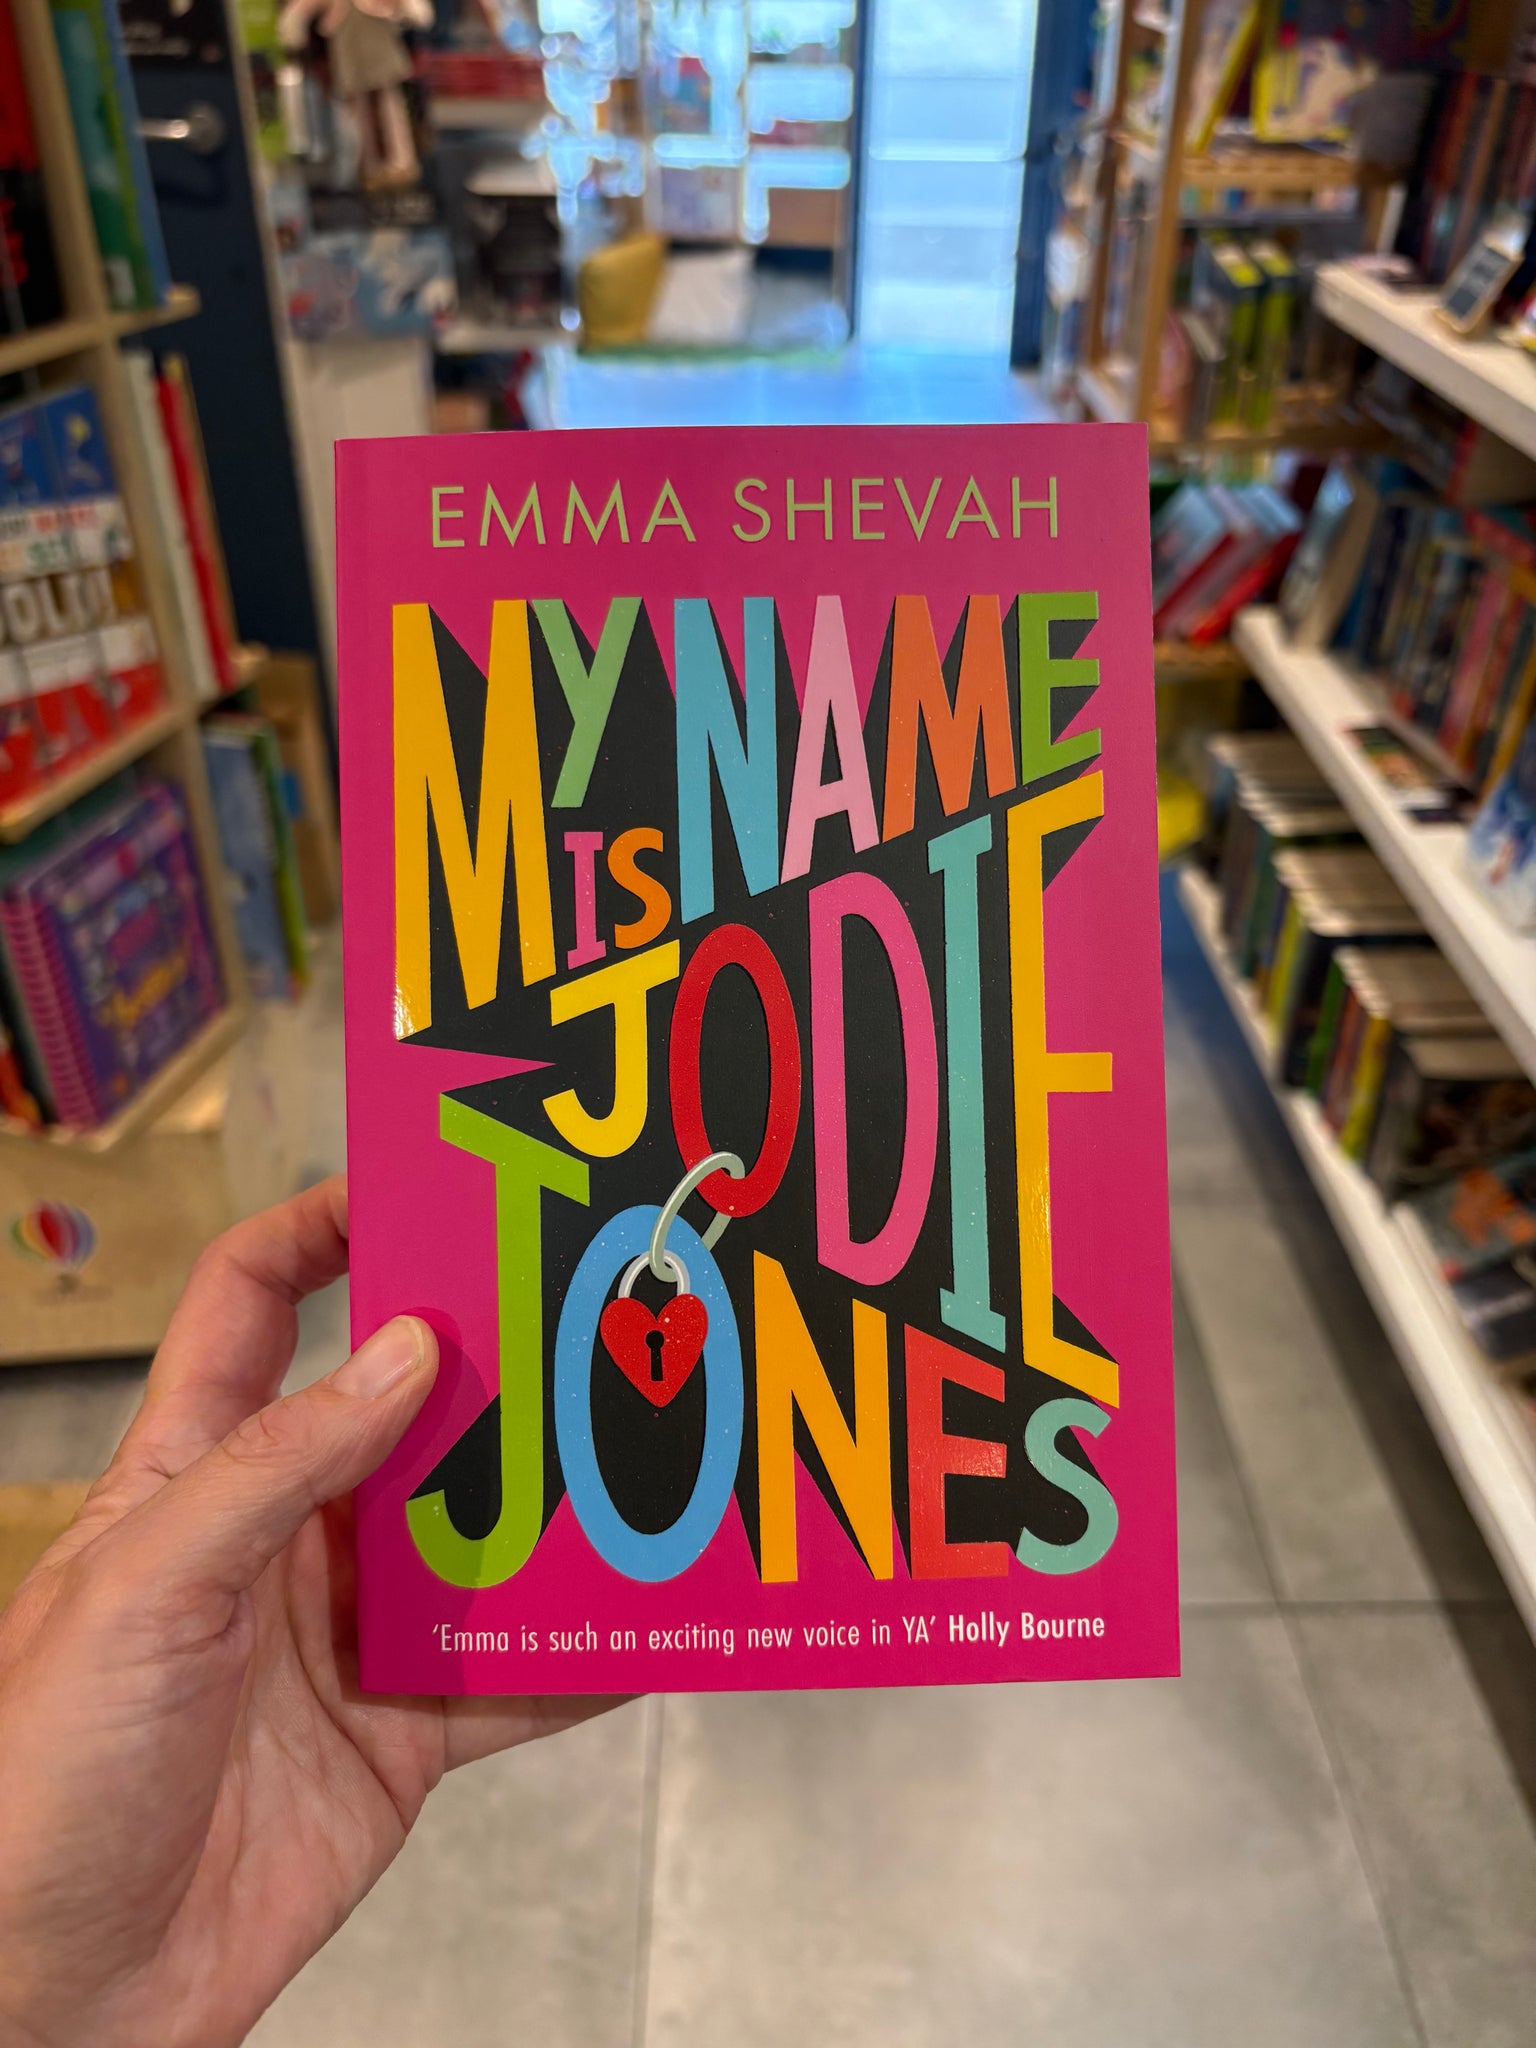 EMMA SHEVAH
MY NAME
IS
JODIE
JONES
'Emma is such an exciting new voice in YA' Holly Bourne